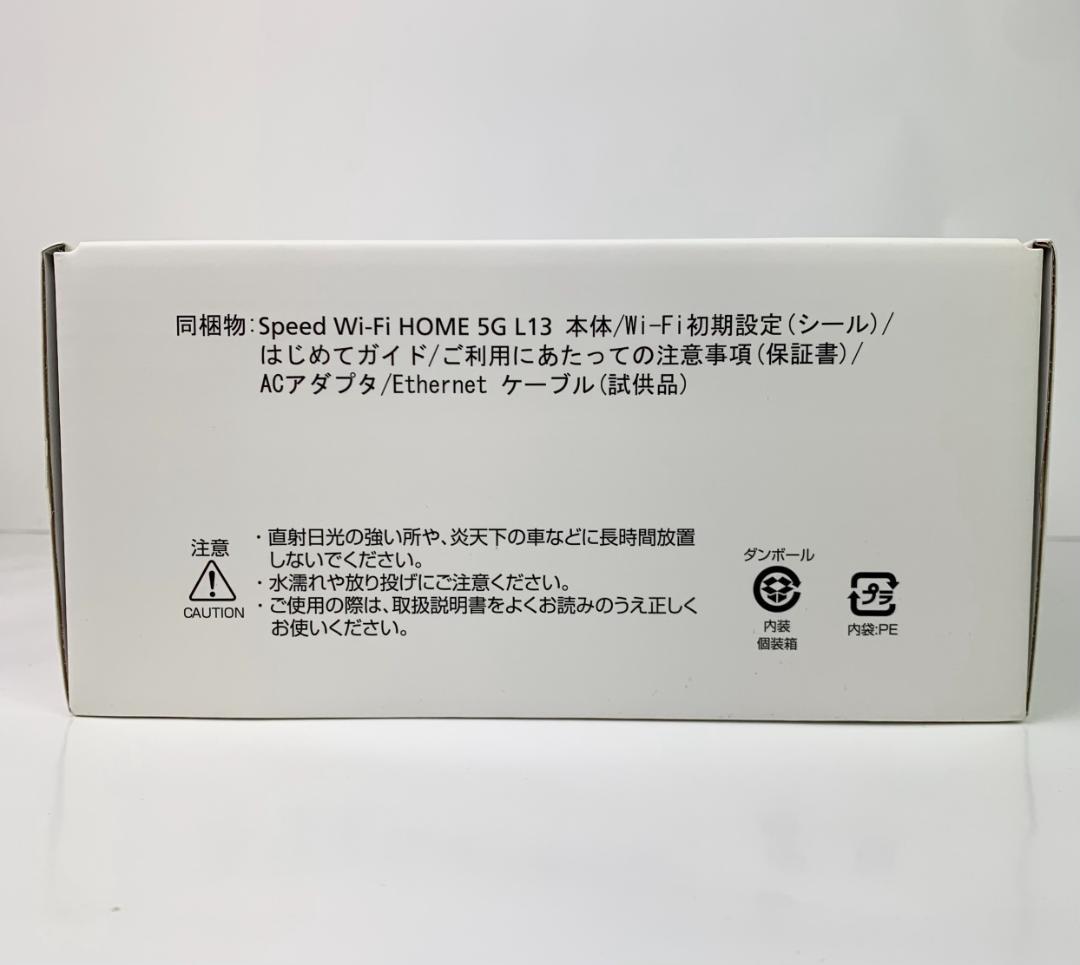 同梱物:Speed Wi-Fi HOME 5G L13 本体/Wi-Fi初期設定(シール)/
はじめてガイド/ご利用にあたっての注意事項(保証書)/
ACアダプタ/Ethernet ケーブル(試供品)
注意
CAUTION
・直射日光の強い所や、炎天下の車などに長時間放置
しないでください。
・水濡れや放り投げにご注意ください。
・ご使用の際は、取扱説明書をよくお読みのうえ正しく
お使いください。
ダンボール
内装
個装箱
プラ
内袋:PE